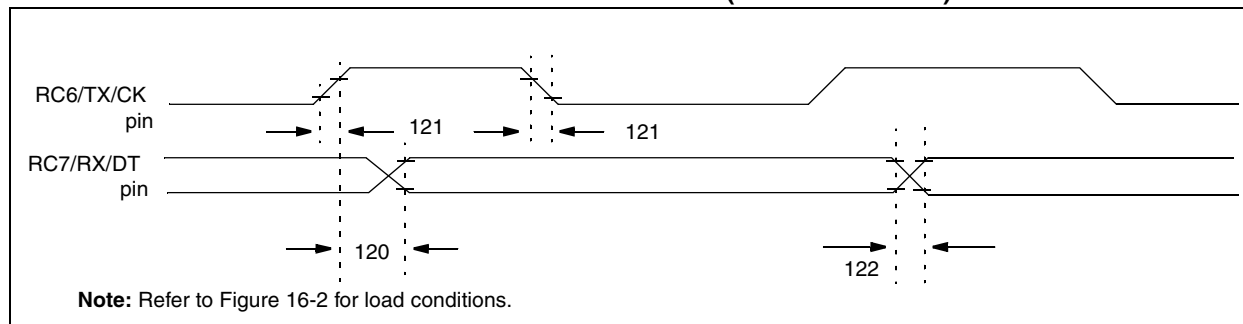 RC6/TX/CK
pin
121
121
RC7/RX/DT
pin
120
122
Note: Refer to Figure 16-2 for load conditions.